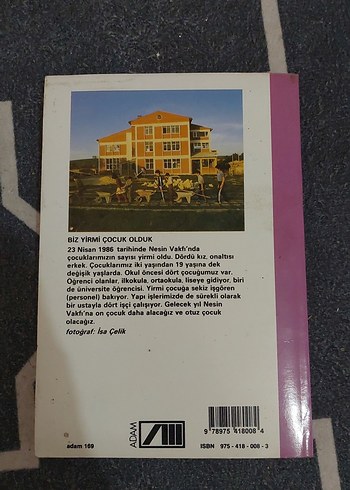 BİZ YİRMİ ÇOCUK OLDUK
23 Nisan 1986 tarihinde Nesin Vakfı'nda
çocuklarımızın sayısı yirmi oldu. Dördü kız, onaltısı
erkek. Çocuklarımız iki yaşından 19 yaşına dek
değişik yaşlarda. Okul öncesi dört çocuğumuz var.
Öğrenci olanlar, ilkokula, ortaokula, liseye gidiyor, biri
de üniversite öğrencisi. Yirmi çocuğa sekiz işgören
(personel) bakıyor. Yapı işlerimizde de sürekli olarak
bir ustayla dört işçi çalışıyor. Gelecek yıl Nesin
Vakfı'na on çocuk daha alacağız ve otuz çocuk
olacağız.
fotoğraf: İsa Çelik
adam 169
ADAM
9 789754 180084
ISBN 975-418-008-3